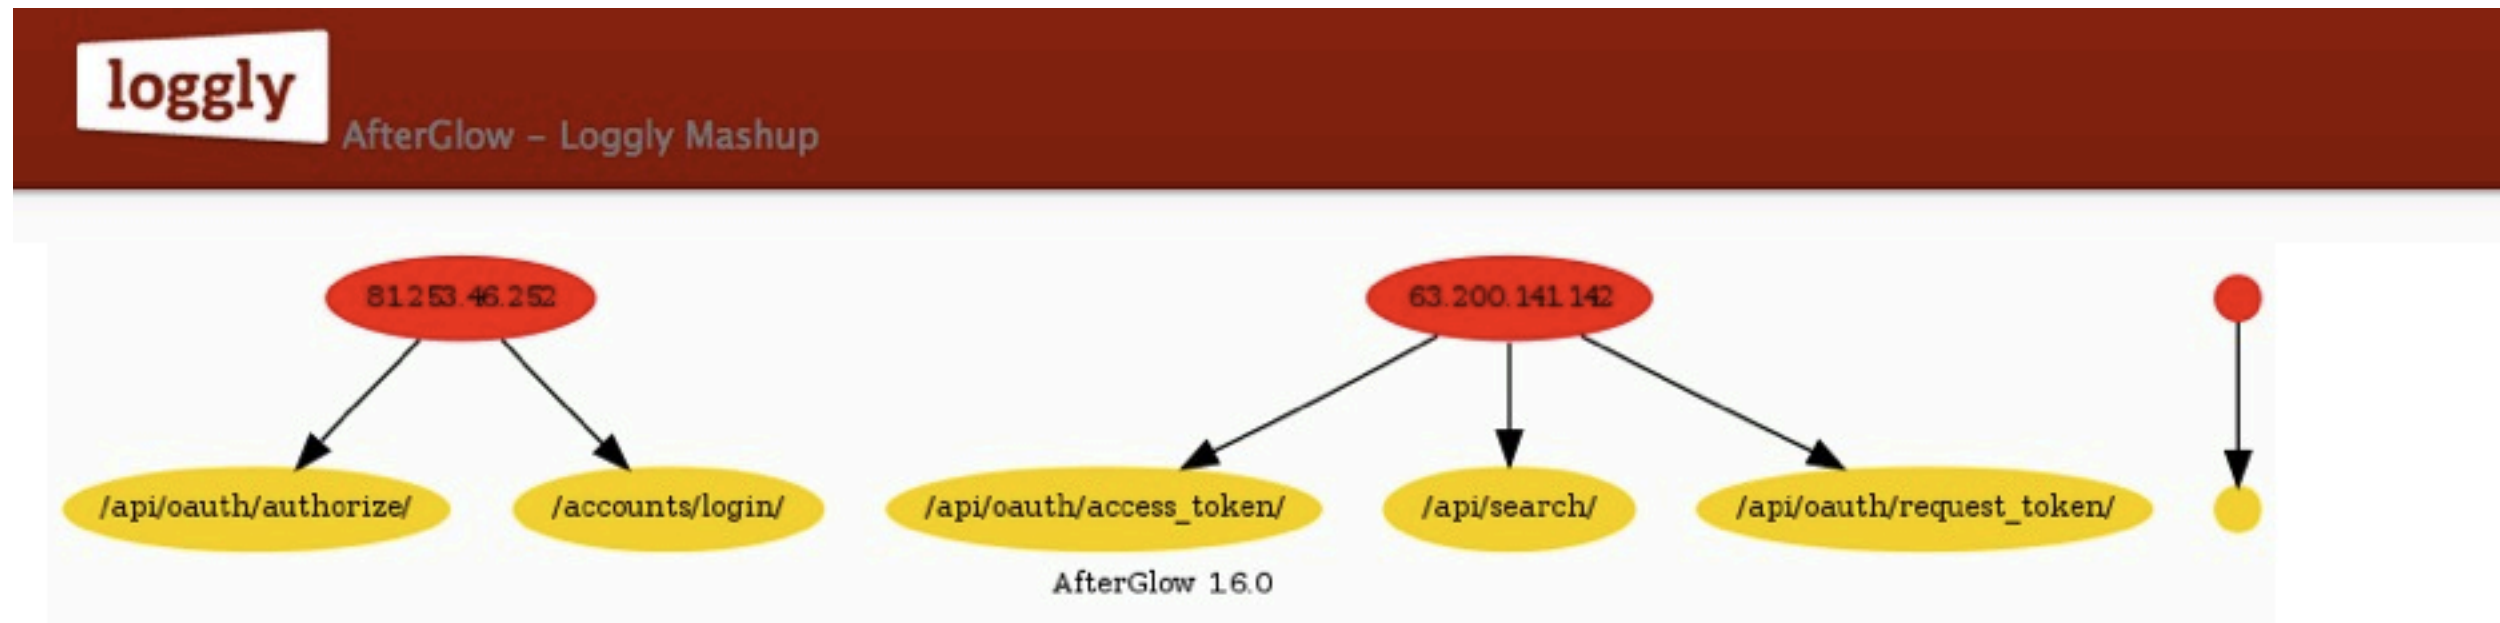 loggly
AfterGlow - Loggly Mashup
81.253.46.252 63.200.141.142
/api/oauth/authorize/ /accounts/login/ /api/oauth/access_token/ /api/search/ /api/oauth/request_token/
AfterGlow 1.6.0